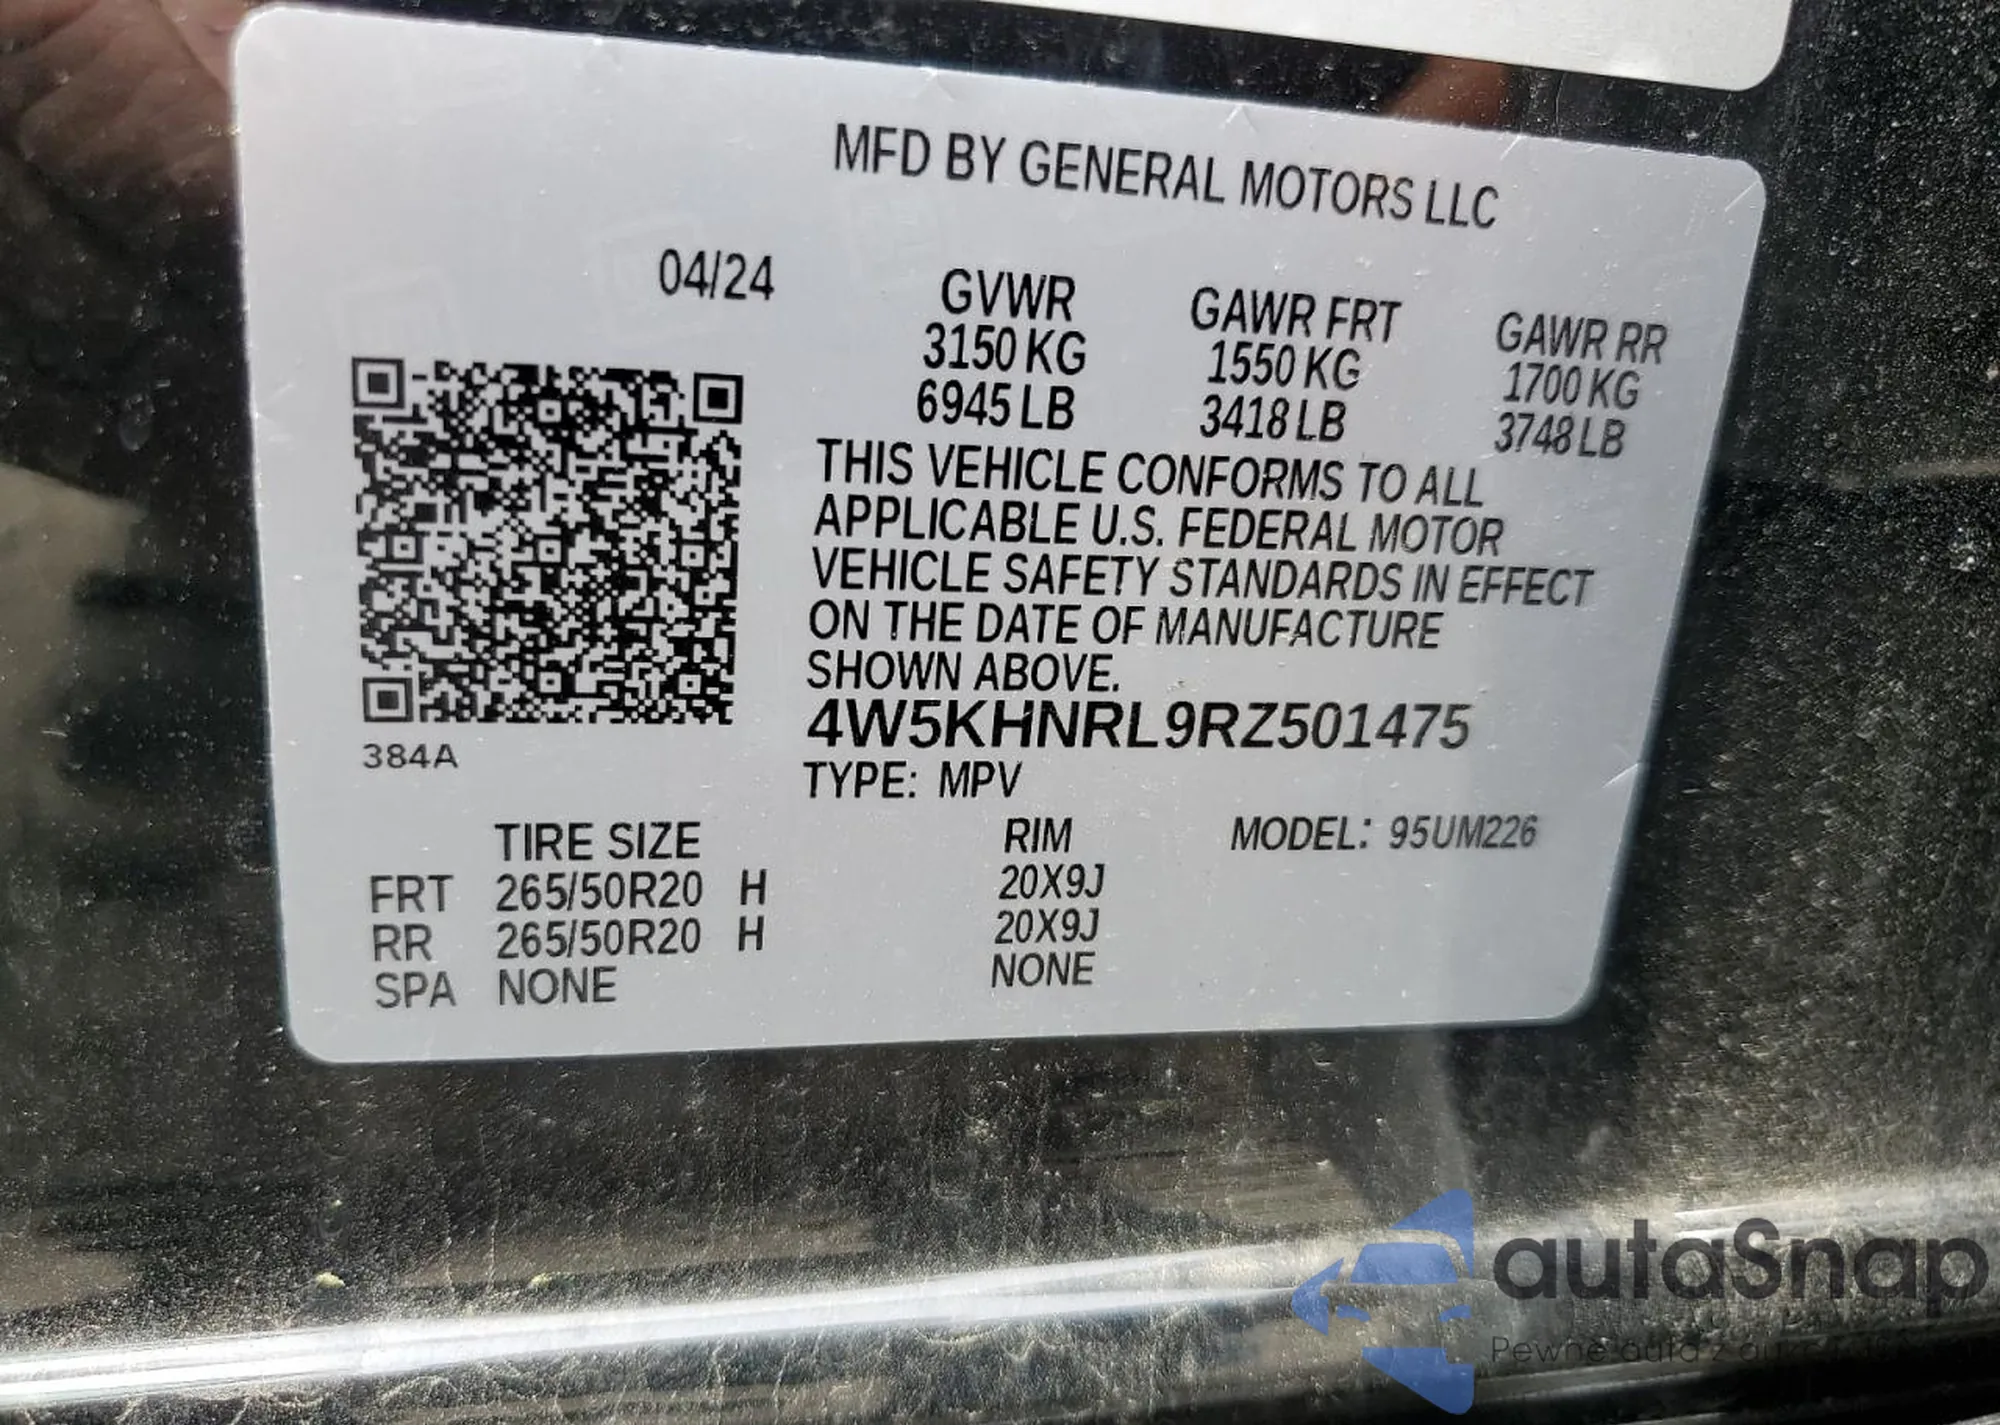 MFD BY GENERAL MOTORS LLC
04/24
GVWR GAWR FRT GAWR RR
3150 KG 1550 KG 1700 KG
6945 LB 3418 LB 3748 LB
THIS VEHICLE CONFORMS TO ALL
APPLICABLE U.S. FEDERAL MOTOR
VEHICLE SAFETY STANDARDS IN EFFECT
ON THE DATE OF MANUFACTURE
SHOWN ABOVE.
4W5KHNRL9RZ501475
384A
TYPE: MPV
TIRE SIZE RIM MODEL: 95UM226
FRT 265/50R20 H 20X9J
RR 265/50R20 H 20X9J
SPA NONE NONE
autaSnap
Pewne auta z